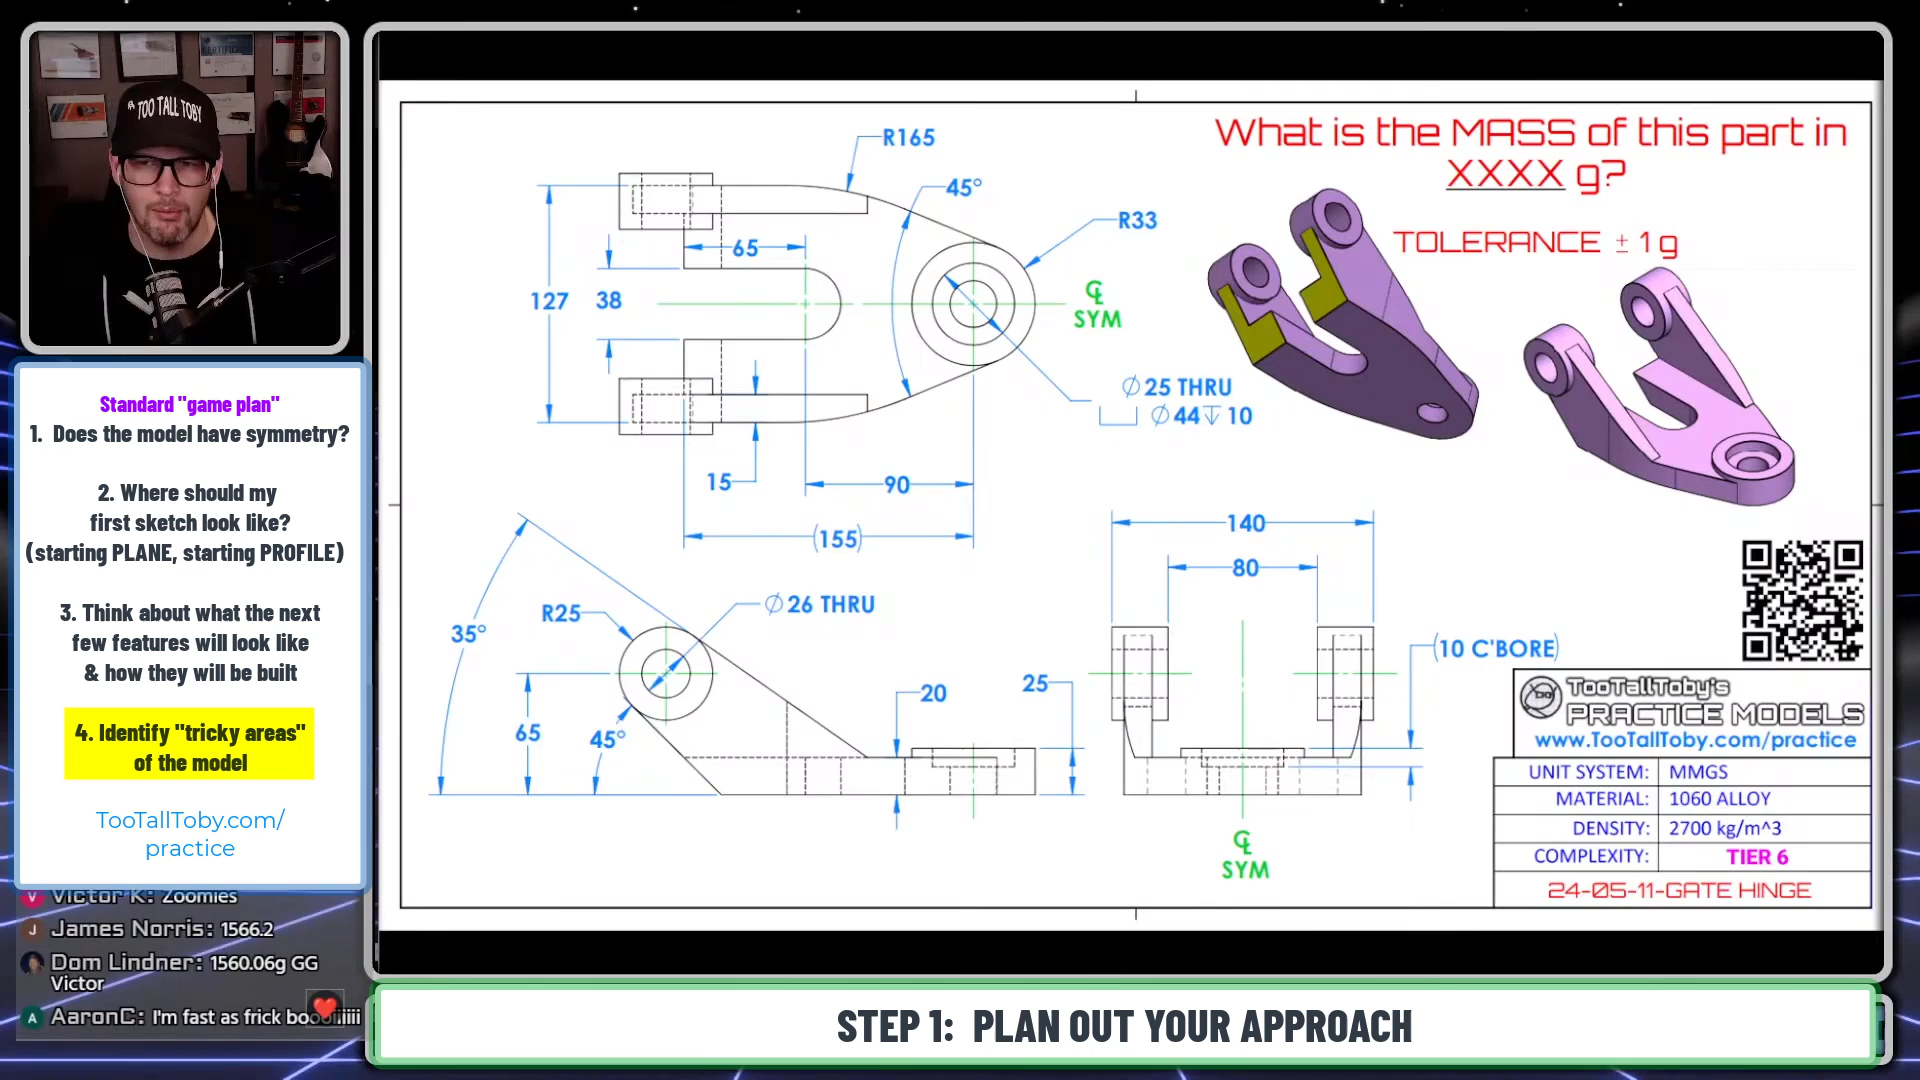 TOO TALL TOBY
Standard "game plan"
1. Does the model have symmetry?
2. Where should my
first sketch look like?
(starting PLANE, starting PROFILE)
3. Think about what the next
few features will look like
& how they will be built
4. Identify "tricky areas"
of the model
TooTallToby.com/
practice
Victor K: Zoomies
James Norris: 1566.2
Dom Lindner: 1560.06g GG
Victor
What is the MASS of this part in
XXXX g?
TOLERANCE ± 1 g
R165
45°
R33
65
127
38
℄
SYM
∅25 THRU
⌴ ∅44↧10
15
90
(155)
140
80
35°
R25
∅26 THRU
65
45°
20
25
(10 C'BORE)
℄
SYM
TooTallToby's
PRACTICE MODELS
www.TooTallToby.com/practice
UNIT SYSTEM: MMGS
MATERIAL: 1060 ALLOY
DENSITY: 2700 kg/m^3
COMPLEXITY: TIER 6
24-05-11-GATE HINGE
AaronC: I'm fast as frick
STEP 1: PLAN OUT YOUR APPROACH